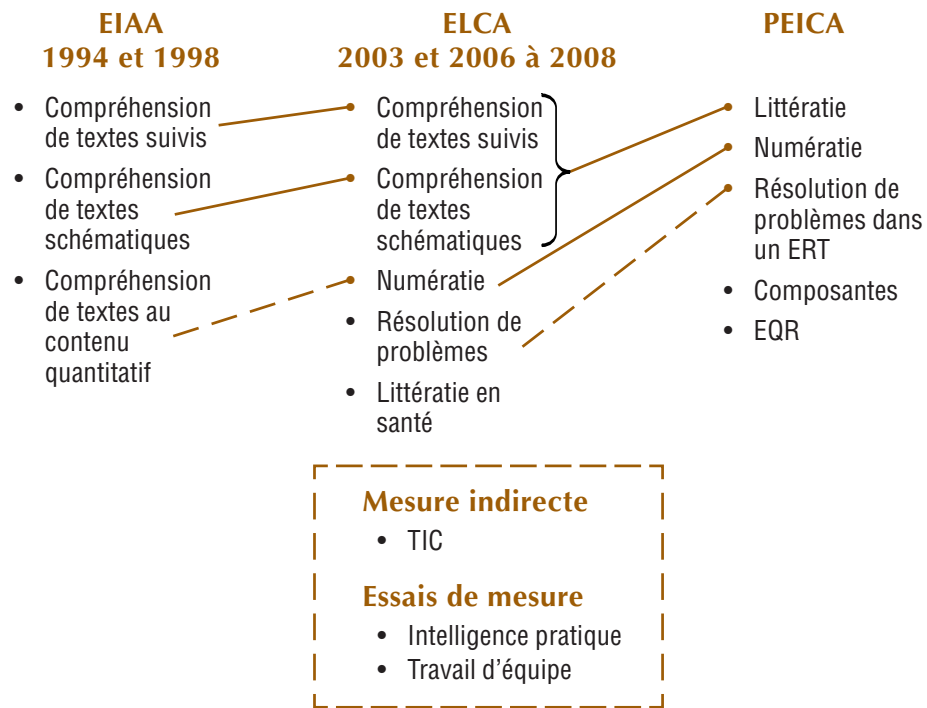 EIAA
1994 et 1998
• Compréhension
de textes suivis
• Compréhension
de textes
schématiques
• Compréhension
de textes au
contenu
quantitatif
ELCA
2003 et 2006 à 2008
Compréhension
de textes suivis
Compréhension
de textes
schématiques
Numératie
• Résolution de
problèmes
• Littératie en
santé
PEICA
Littératie
Numératie
Résolution de
problèmes dans
un ERT
• Composantes
• EQR
Mesure indirecte
• TIC
Essais de mesure
• Intelligence pratique
• Travail d’équipe